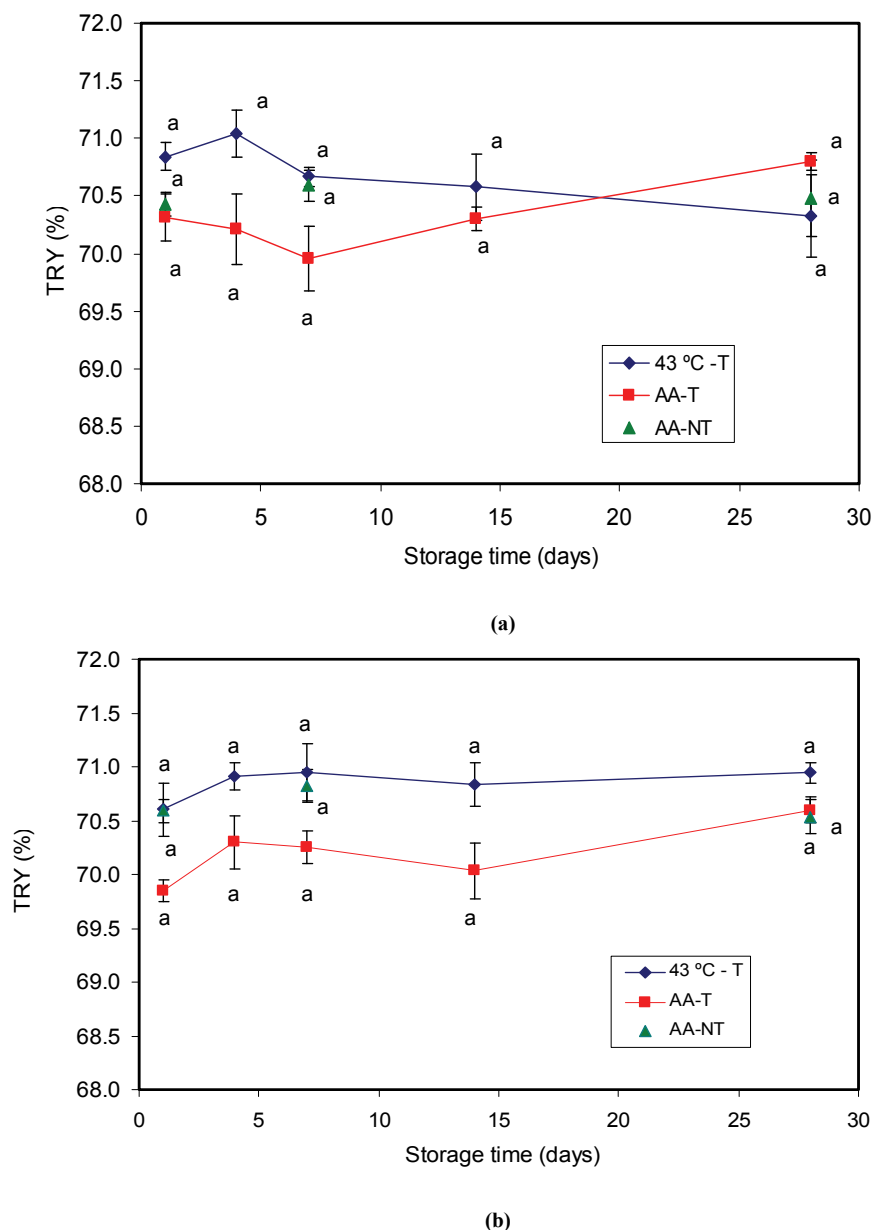 72.0
71.5
71.0
70.5
70.0
69.5
69.0
68.5
68.0
TRY (%)
a
a
a
a
a
a
a
a
a
a
a
a
a
43 ºC -T
AA-T
AA-NT
0 5 10 15 20 25 30
Storage time (days)
(a)
72.0
71.5
71.0
70.5
70.0
69.5
69.0
68.5
68.0
TRY (%)
a
a
a
a
a
a
a
a
a
a
a
a
a
43 ºC - T
AA-T
AA-NT
0 5 10 15 20 25 30
Storage time (days)
(b)